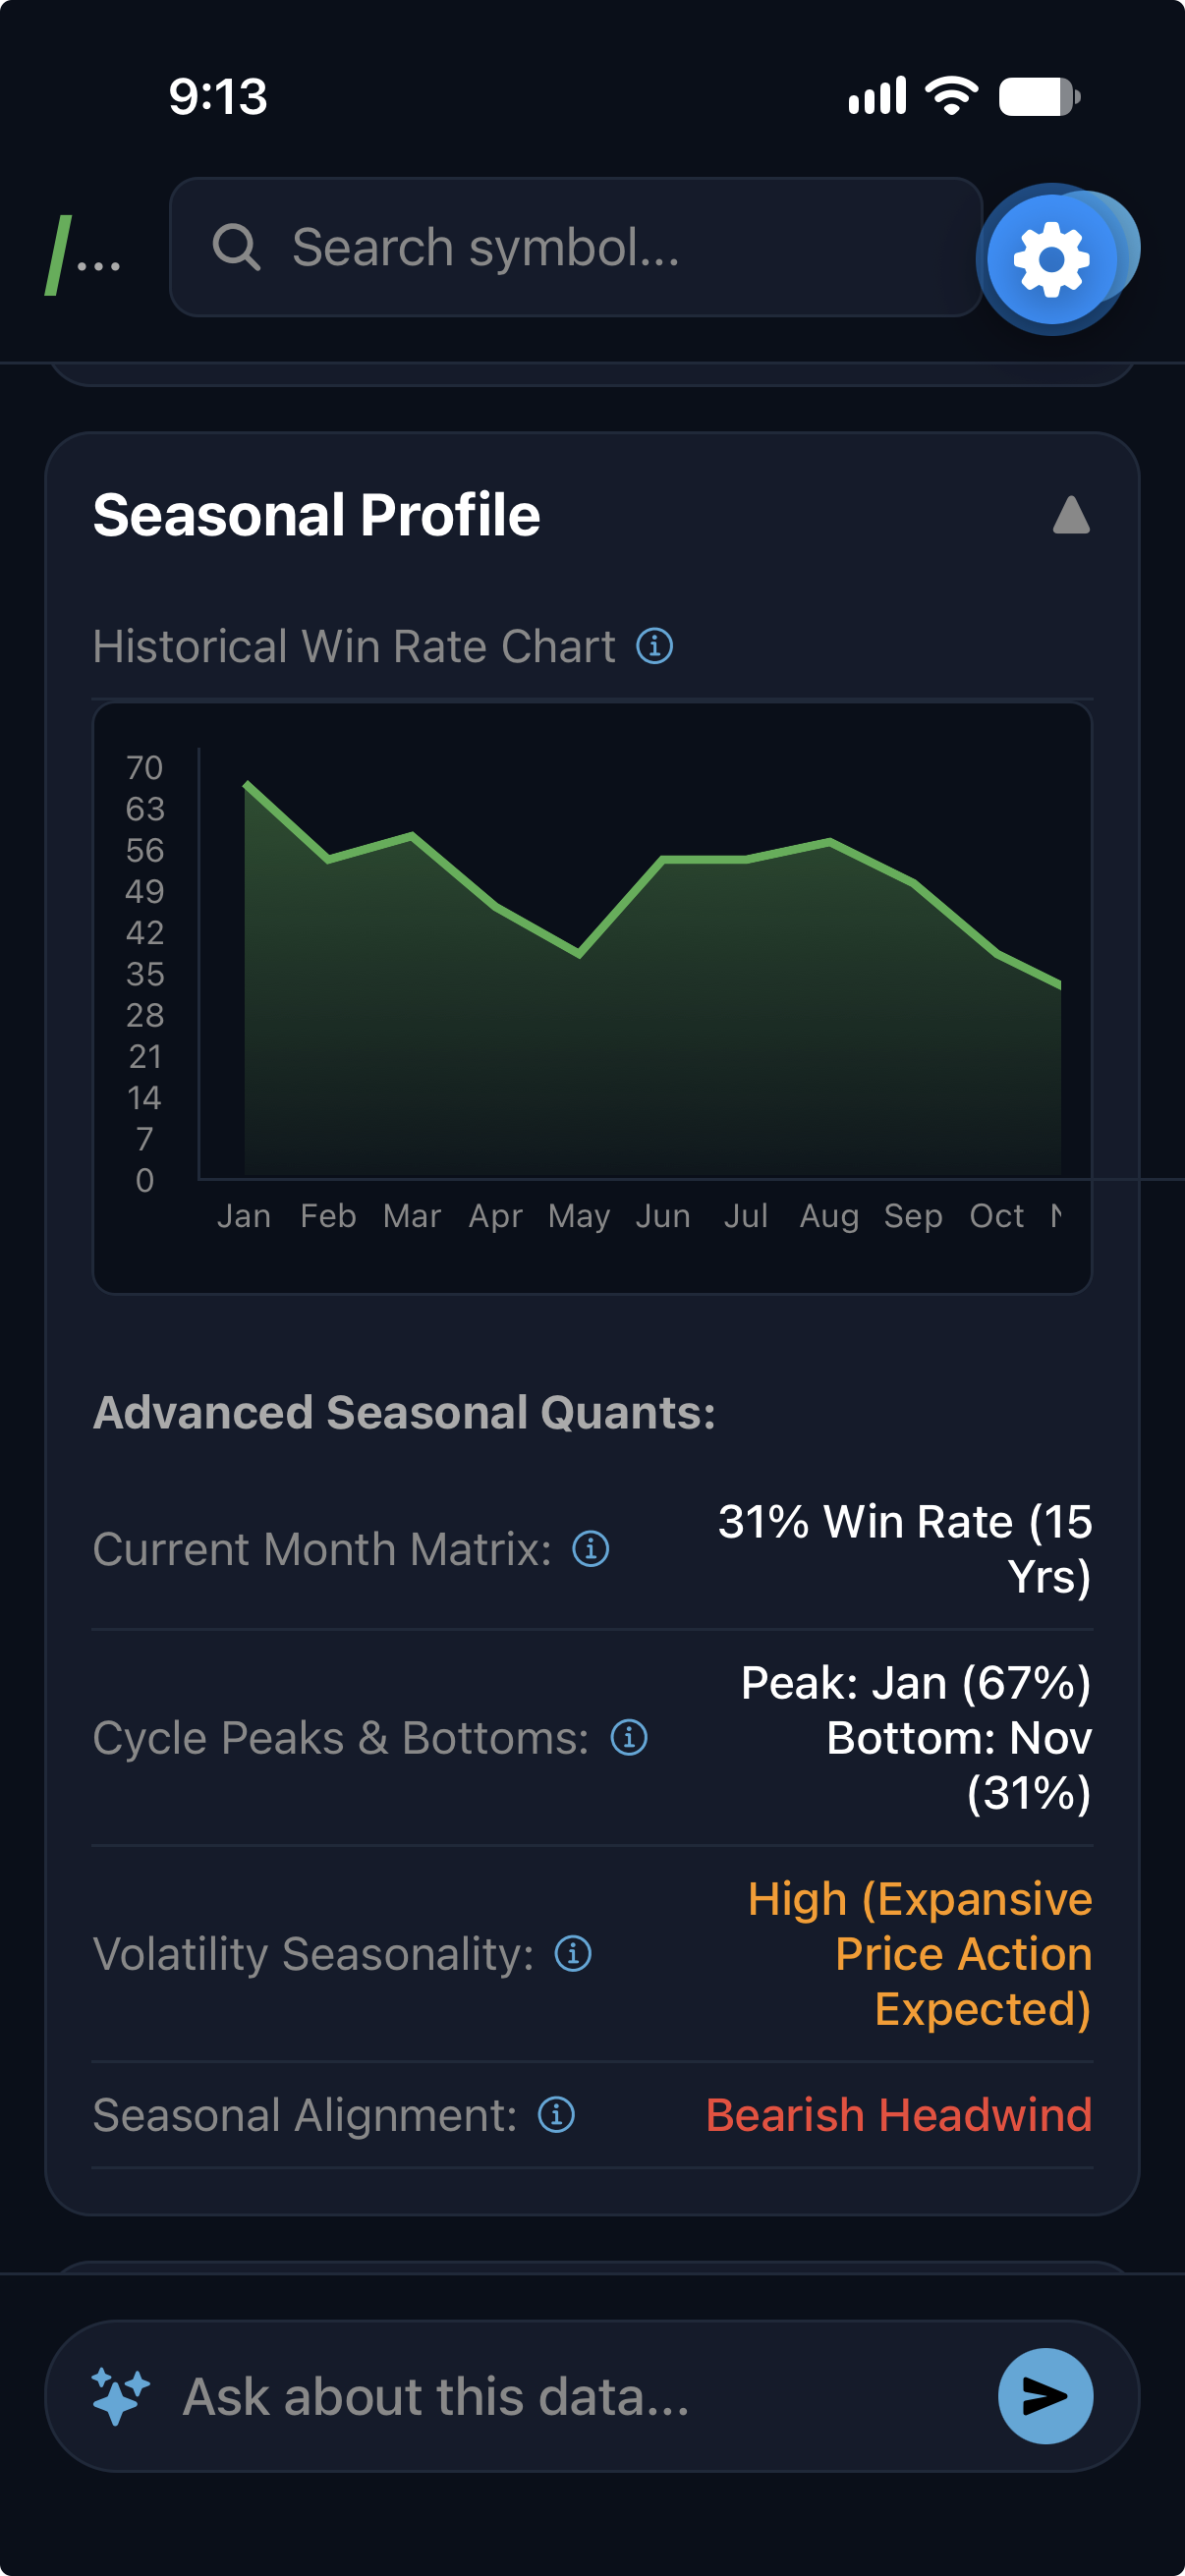 9:13
/...
Search symbol...
Seasonal Profile
Historical Win Rate Chart
70
63
56
49
42
35
28
21
14
7
0
Jan Feb Mar Apr May Jun Jul Aug Sep Oct
Advanced Seasonal Quants:
Current Month Matrix:
31% Win Rate (15
Yrs)
Cycle Peaks & Bottoms:
Peak: Jan (67%)
Bottom: Nov
(31%)
Volatility Seasonality:
High (Expansive
Price Action
Expected)
Seasonal Alignment:
Bearish Headwind
Ask about this data...